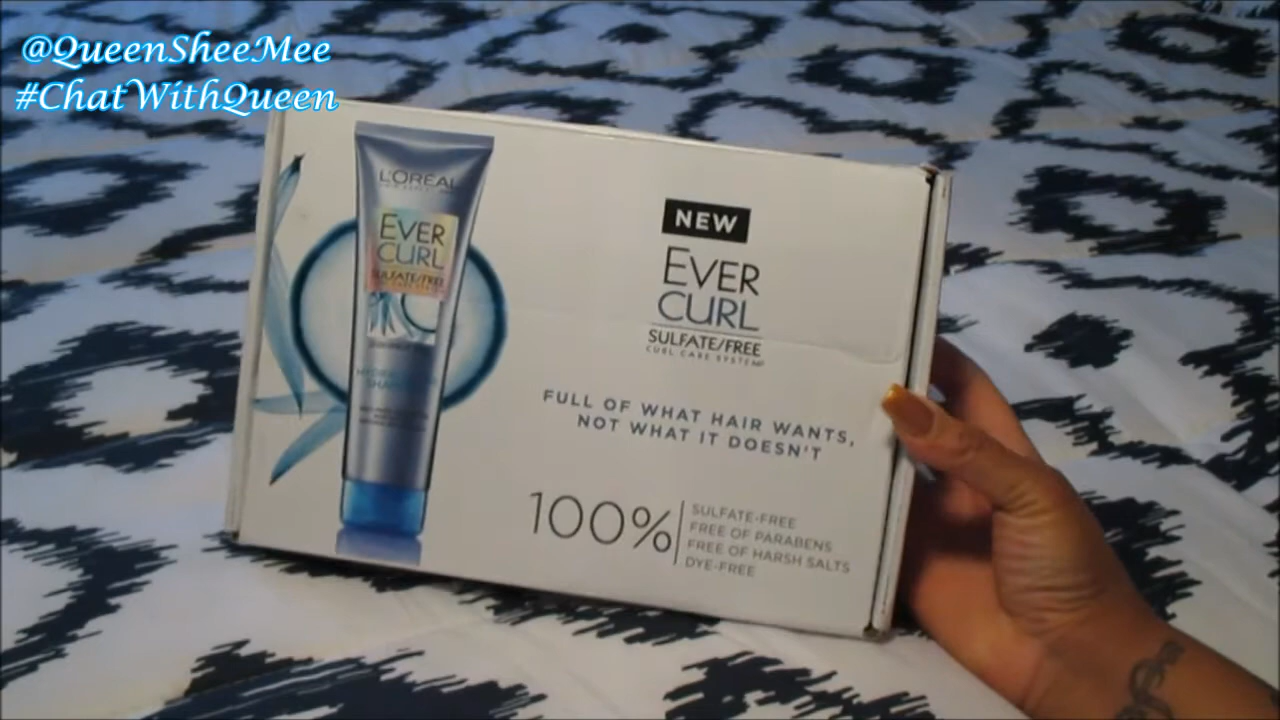 @QueenSheeMee
#ChatWithQueen
L'ORÉAL
EVER
CURL
SULFATE/FREE
NEW
EVER
CURL
SULFATE/FREE
CURL CARE SYSTEM
FULL OF WHAT HAIR WANTS,
NOT WHAT IT DOESN'T
100%
SULFATE-FREE
FREE OF PARABENS
FREE OF HARSH SALTS
DYE-FREE